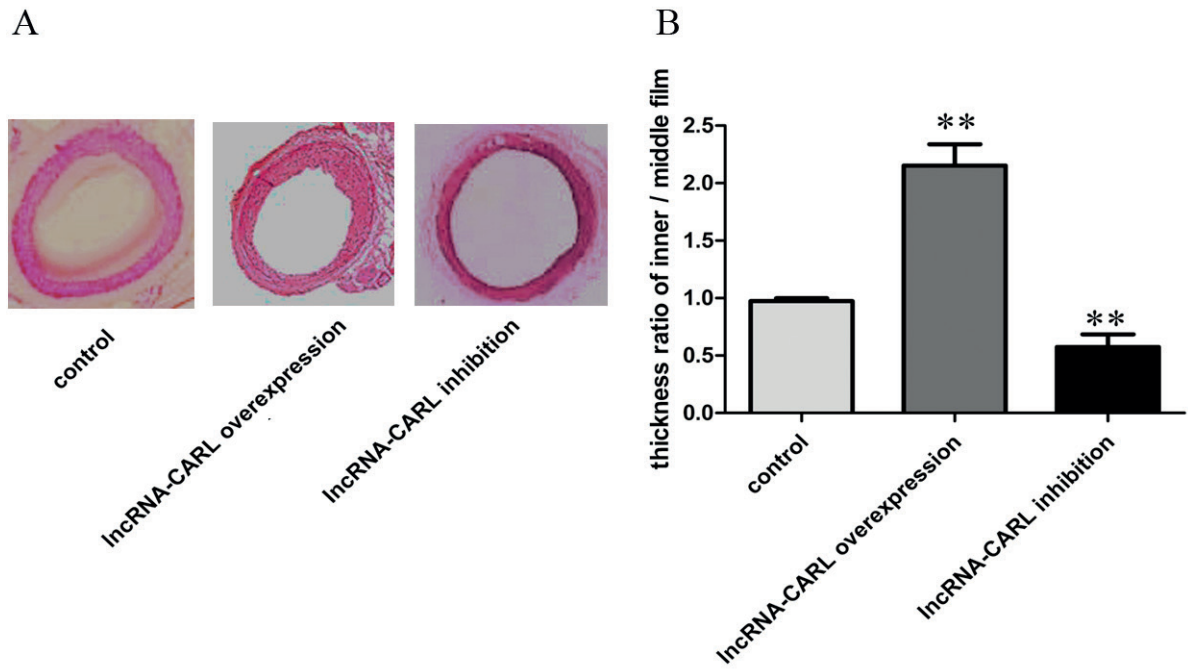 A
control
lncRNA-CARL overexpression
lncRNA-CARL inhibition
B
thickness ratio of inner / middle film
2.5
2.0
1.5
1.0
0.5
0.0
**
**
control
lncRNA-CARL overexpression
lncRNA-CARL inhibition